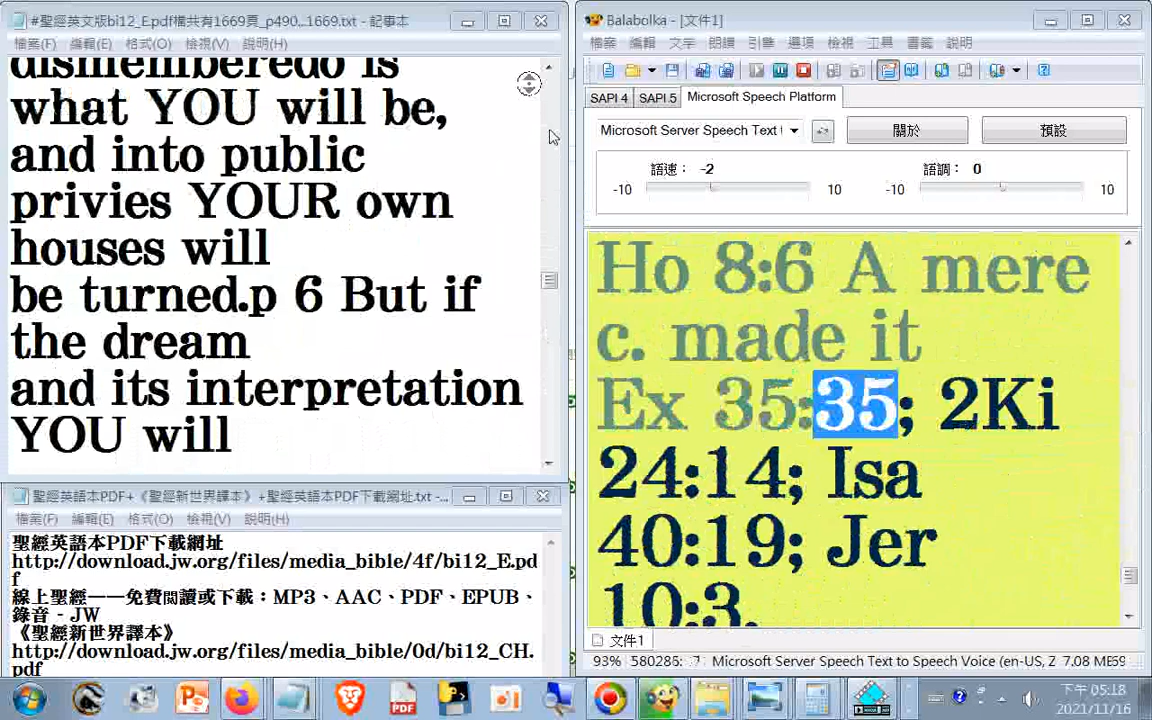 #聖經英文版bi12_E.pdf檔共有1669頁_p490,..1669.txt - 記事本
檔案(F) 編輯(E) 格式(O) 檢視(V) 說明(H)
dismemberedo is
what YOU will be,
and into public
privies YOUR own
houses will
be turned.p 6 But if
the dream
and its interpretation
YOU will
聖經英語本PDF+《聖經新世界譯本》+聖經英語本PDF下載網址.txt -...
檔案(F) 編輯(E) 格式(O) 檢視(V) 說明(H)
聖經英語本PDF下載網址
http://download.jw.org/files/media_bible/4f/bi12_E.pd
f
線上聖經——免費閱讀或下載：MP3、AAC、PDF、EPUB、
錄音 - JW
《聖經新世界譯本》
http://download.jw.org/files/media_bible/0d/bi12_CH.
pdf
Balabolka - [文件1]
檔案 編輯 文字 朗讀 引擎 選項 檢視 工具 書籤 說明
SAPI 4 SAPI 5 Microsoft Speech Platform
Microsoft Server Speech Text 關於 預設
語速： -2 語調： 0
-10 10 -10 10
Ho 8:6 A mere
c. made it
Ex 35:35; 2Ki
24:14; Isa
40:19; Jer
10:3.
文件1
93% 580285: 7 Microsoft Server Speech Text to Speech Voice (en-US, Z 7.08 ME59
下午 05:18
2021/11/16